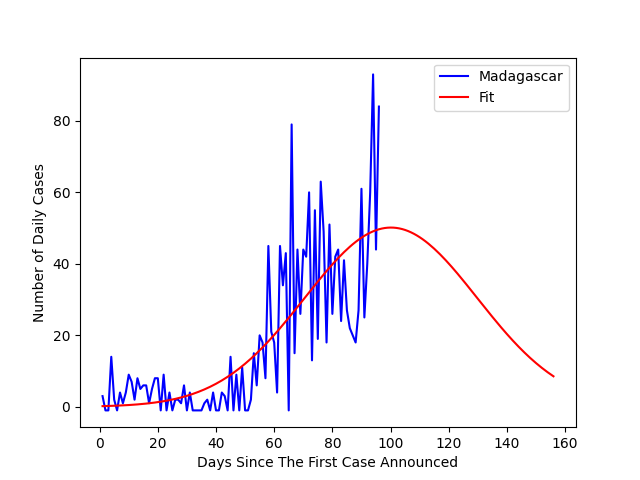 Madagascar
Fit
80
60
40
20
0
Number of Daily Cases
0 20 40 60 80 100 120 140 160
Days Since The First Case Announced